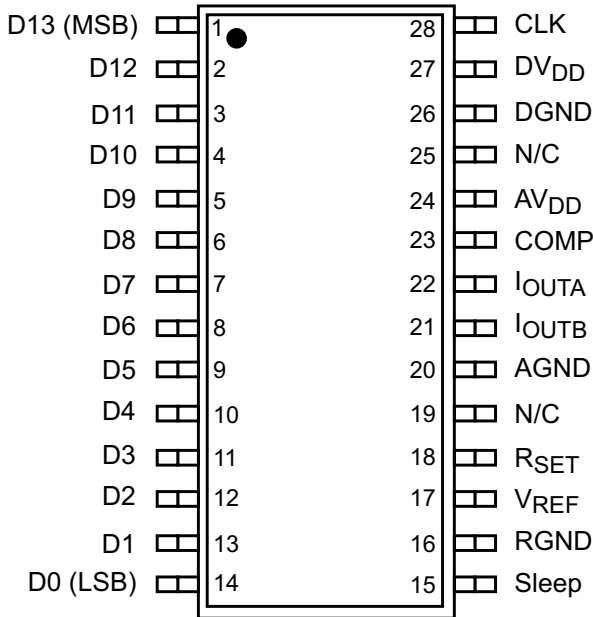 D13 (MSB) 1 28 CLK
D12 2 27 DVDD
D11 3 26 DGND
D10 4 25 N/C
D9 5 24 AVDD
D8 6 23 COMP
D7 7 22 IOUTA
D6 8 21 IOUTB
D5 9 20 AGND
D4 10 19 N/C
D3 11 18 RSET
D2 12 17 VREF
D1 13 16 RGND
D0 (LSB) 14 15 Sleep